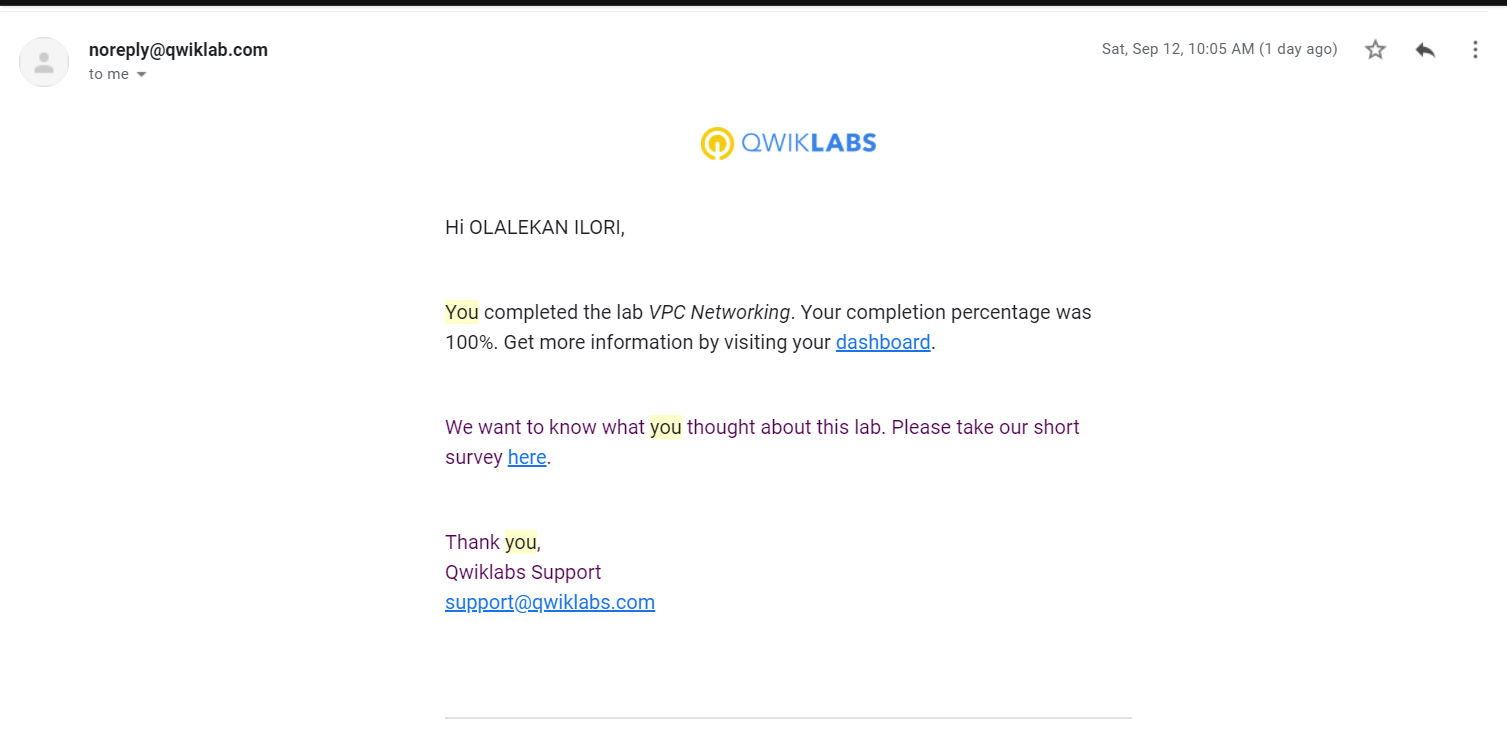 noreply@qwiklab.com
Sat, Sep 12, 10:05 AM (1 day ago)
to me
QWIKLABS
Hi OLALEKAN ILORI,
You completed the lab VPC Networking. Your completion percentage was
100%. Get more information by visiting your dashboard.
We want to know what you thought about this lab. Please take our short
survey here.
Thank you,
Qwiklabs Support
support@qwiklabs.com